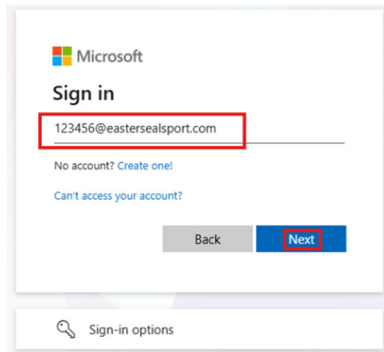 Microsoft
Sign in
123456@eastersealsport.com
No account? Create one!
Can't access your account?
Back Next
Sign-in options